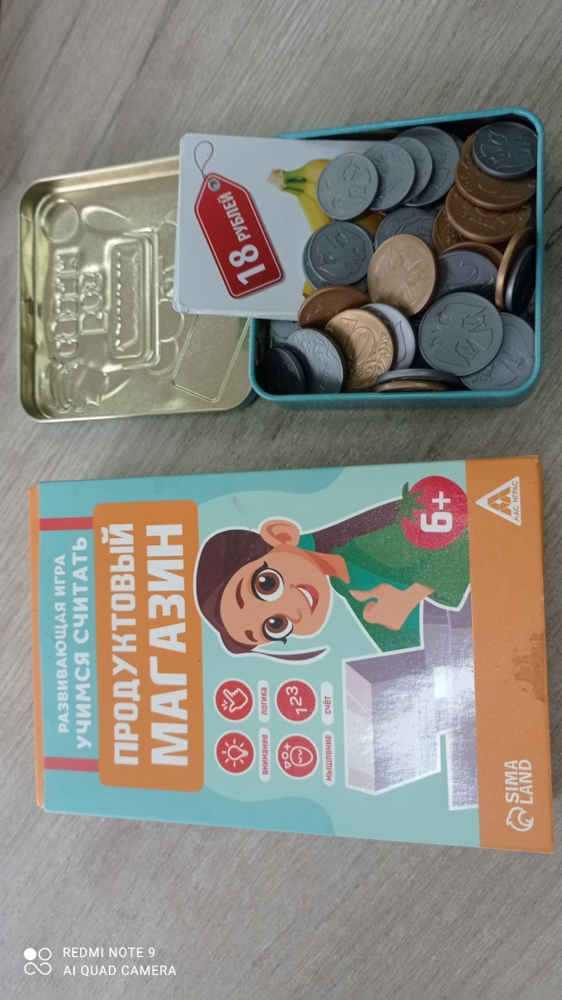 18 РУБЛЕЙ
10
РАЗВИВАЮЩАЯ ИГРА
УЧИМСЯ СЧИТАТЬ
ПРОДУКТОВЫЙ
МАГАЗИН
внимание
логика
123
мышление
счёт
6+
SIMA
LAND
ЛАС ИГРАС
REDMI NOTE 9
AI QUAD CAMERA